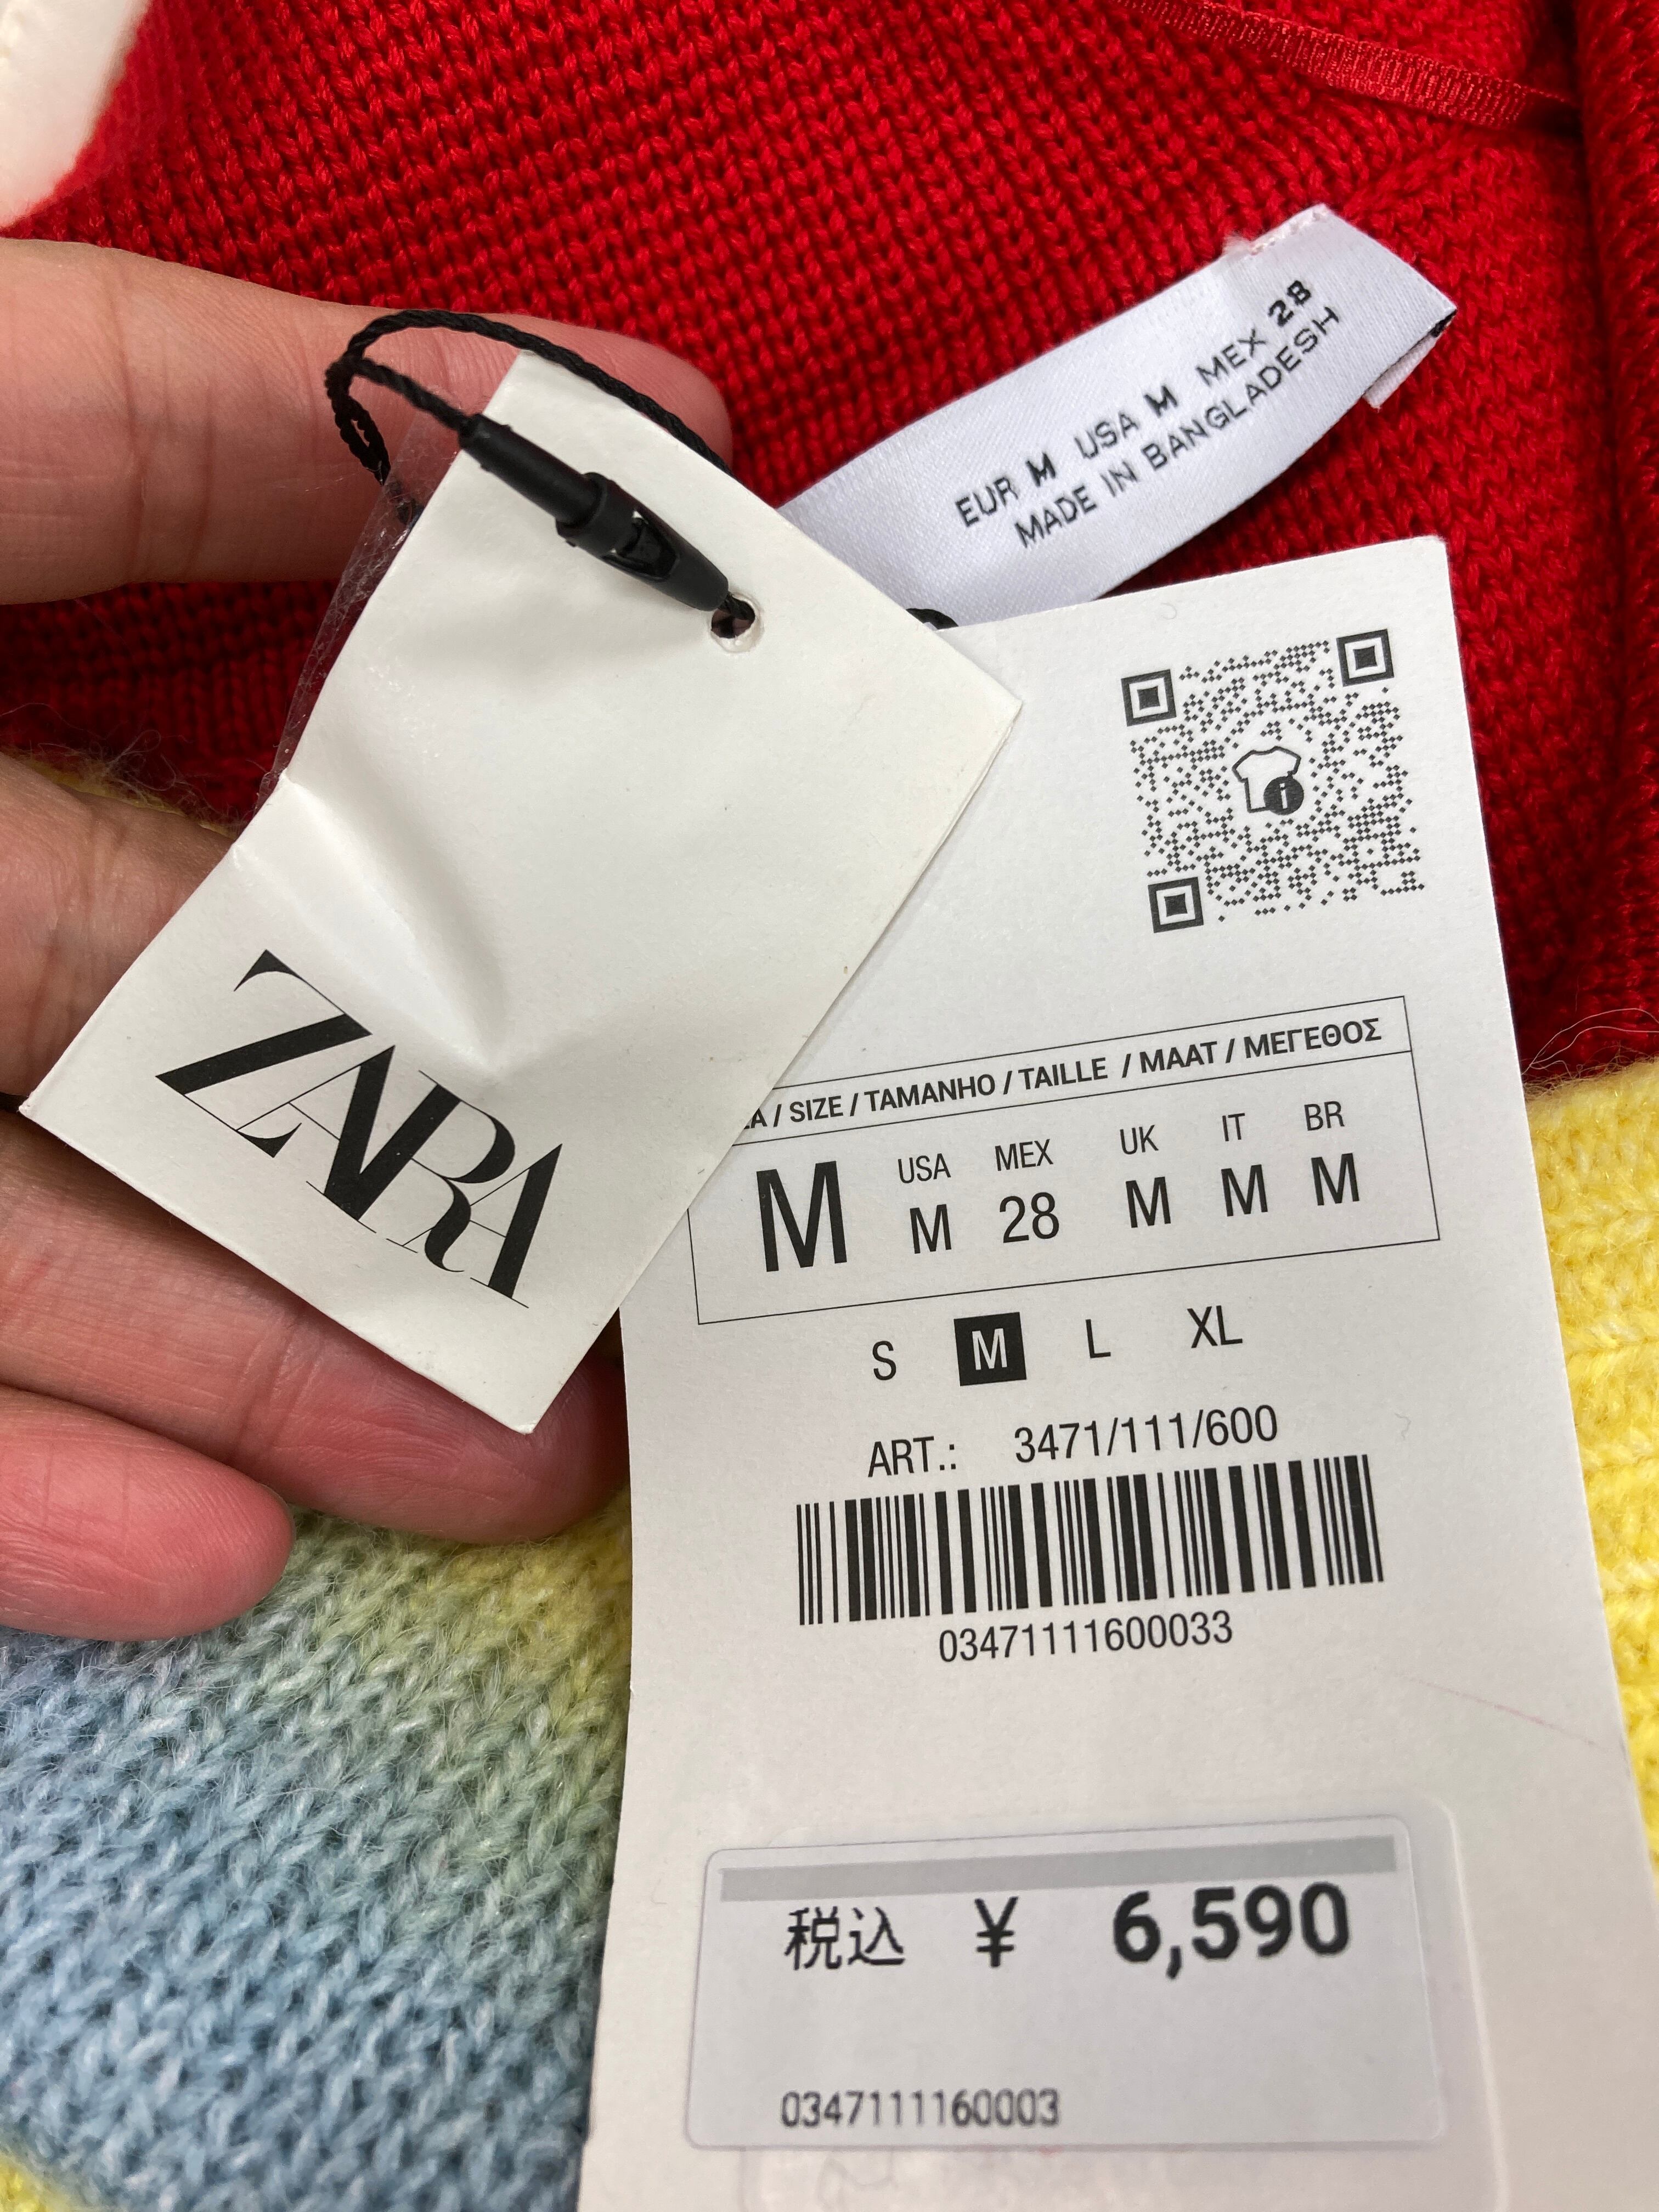 EUR M USA M MEX 28
MADE IN BANGLADESH
ZARA
/ SIZE / TAMANHO / TAILLE / MAAT / ΜΕΓΕΘΟΣ
USA MEX UK IT BR
M M 28 M M M
S M L XL
ART.: 3471/111/600
03471111600033
税込 ¥ 6,590
0347111160003